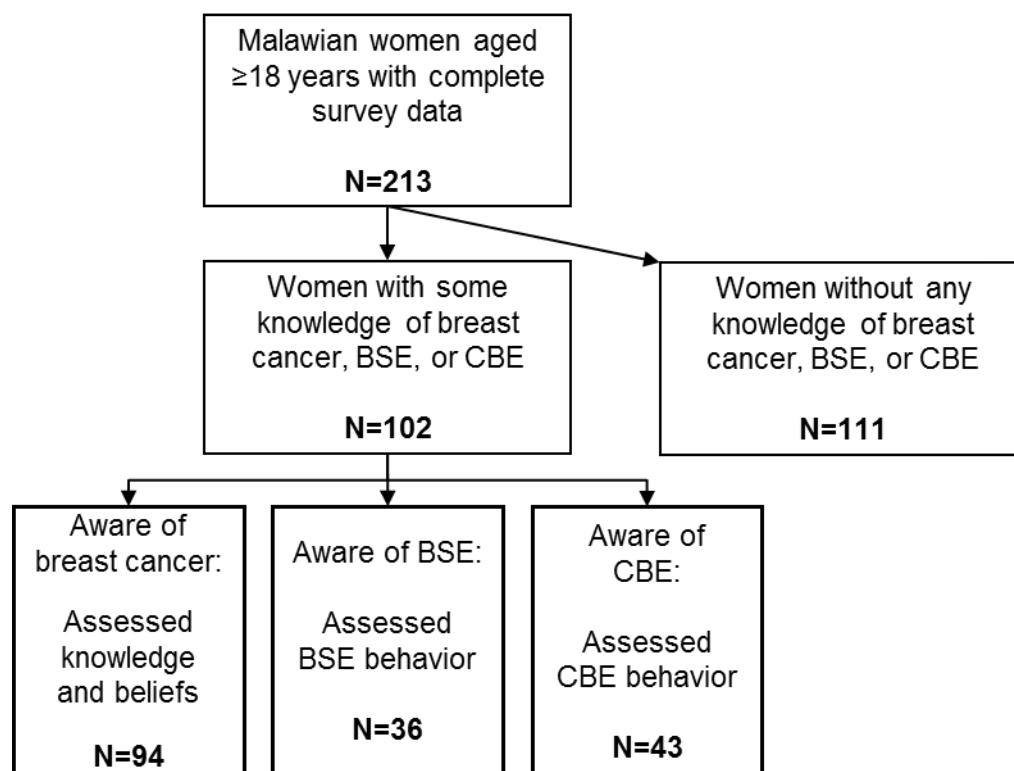 Malawian women aged
≥18 years with complete
survey data
N=213
Women with some
knowledge of breast
cancer, BSE, or CBE
N=102
Women without any
knowledge of breast
cancer, BSE, or CBE
N=111
Aware of
breast cancer:
Assessed
knowledge
and beliefs
N=94
Aware of BSE:
Assessed
BSE behavior
N=36
Aware of
CBE:
Assessed
CBE behavior
N=43